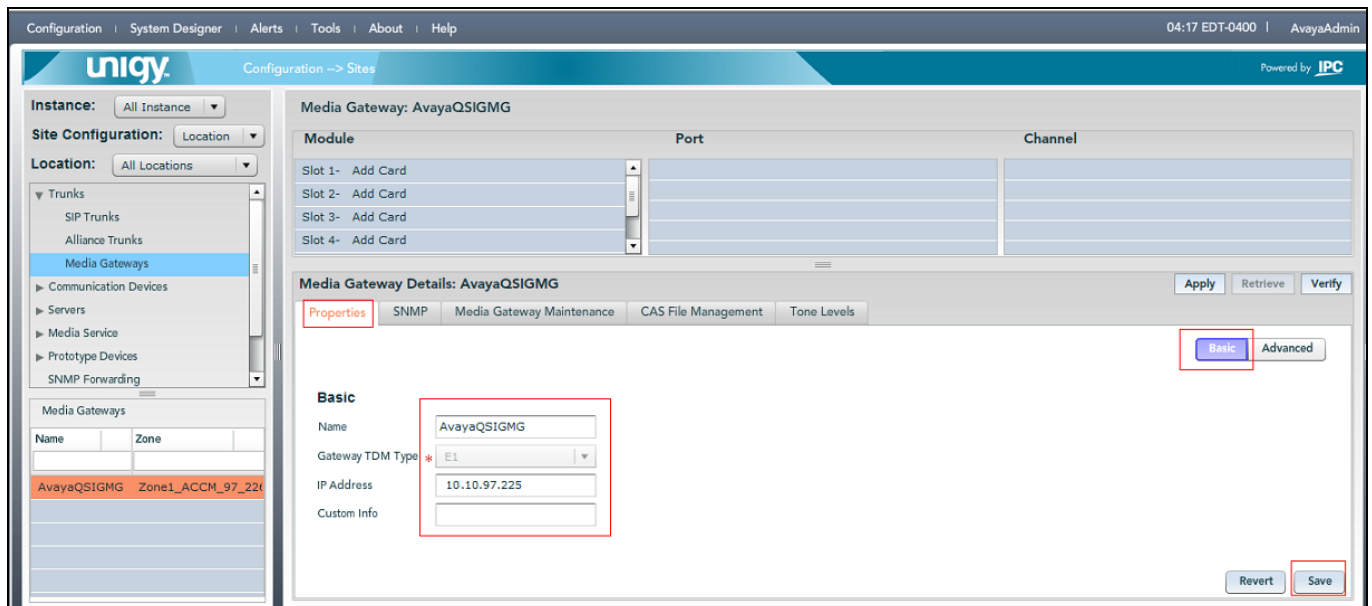 Configuration | System Designer | Alerts | Tools | About | Help 04:17 EDT-0400 | AvayaAdmin
unigy. Configuration --> Sites Powered by IPC
Instance: All Instance
Site Configuration: Location
Location: All Locations
Trunks
SIP Trunks
Alliance Trunks
Media Gateways
Communication Devices
Servers
Media Service
Prototype Devices
SNMP Forwarding
Media Gateways
Name Zone
AvayaQSIGMG Zone1_ACCM_97_226
Media Gateway: AvayaQSIGMG
Module Port Channel
Slot 1- Add Card
Slot 2- Add Card
Slot 3- Add Card
Slot 4- Add Card
Media Gateway Details: AvayaQSIGMG Apply Retrieve Verify
Properties SNMP Media Gateway Maintenance CAS File Management Tone Levels
Basic Advanced
Basic
Name AvayaQSIGMG
Gateway TDM Type * E1
IP Address 10.10.97.225
Custom Info
Revert Save